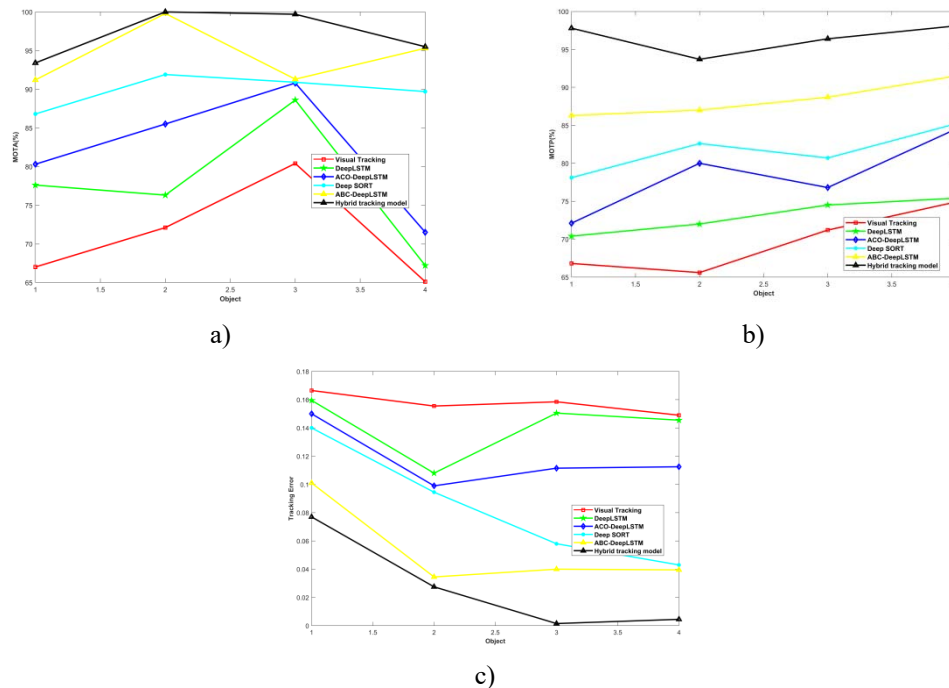 100
95
90
85
80
75
70
65
MOTA(%)
1 1.5 2 2.5 3 3.5 4
Object
Visual Tracking
DeepLSTM
ACO-DeepLSTM
Deep SORT
ABC-DeepLSTM
Hybrid tracking model
a)
100
95
90
85
80
75
70
65
MOTP(%)
1 1.5 2 2.5 3 3.5
Object
Visual Tracking
DeepLSTM
ACO-DeepLSTM
Deep SORT
ABC-DeepLSTM
Hybrid tracking model
b)
0.18
0.16
0.14
0.12
0.1
0.08
0.06
0.04
0.02
0
Tracking Error
1 1.5 2 2.5 3 3.5 4
Object
Visual Tracking
DeepLSTM
ACO-DeepLSTM
Deep SORT
ABC-DeepLSTM
Hybrid tracking model
c)